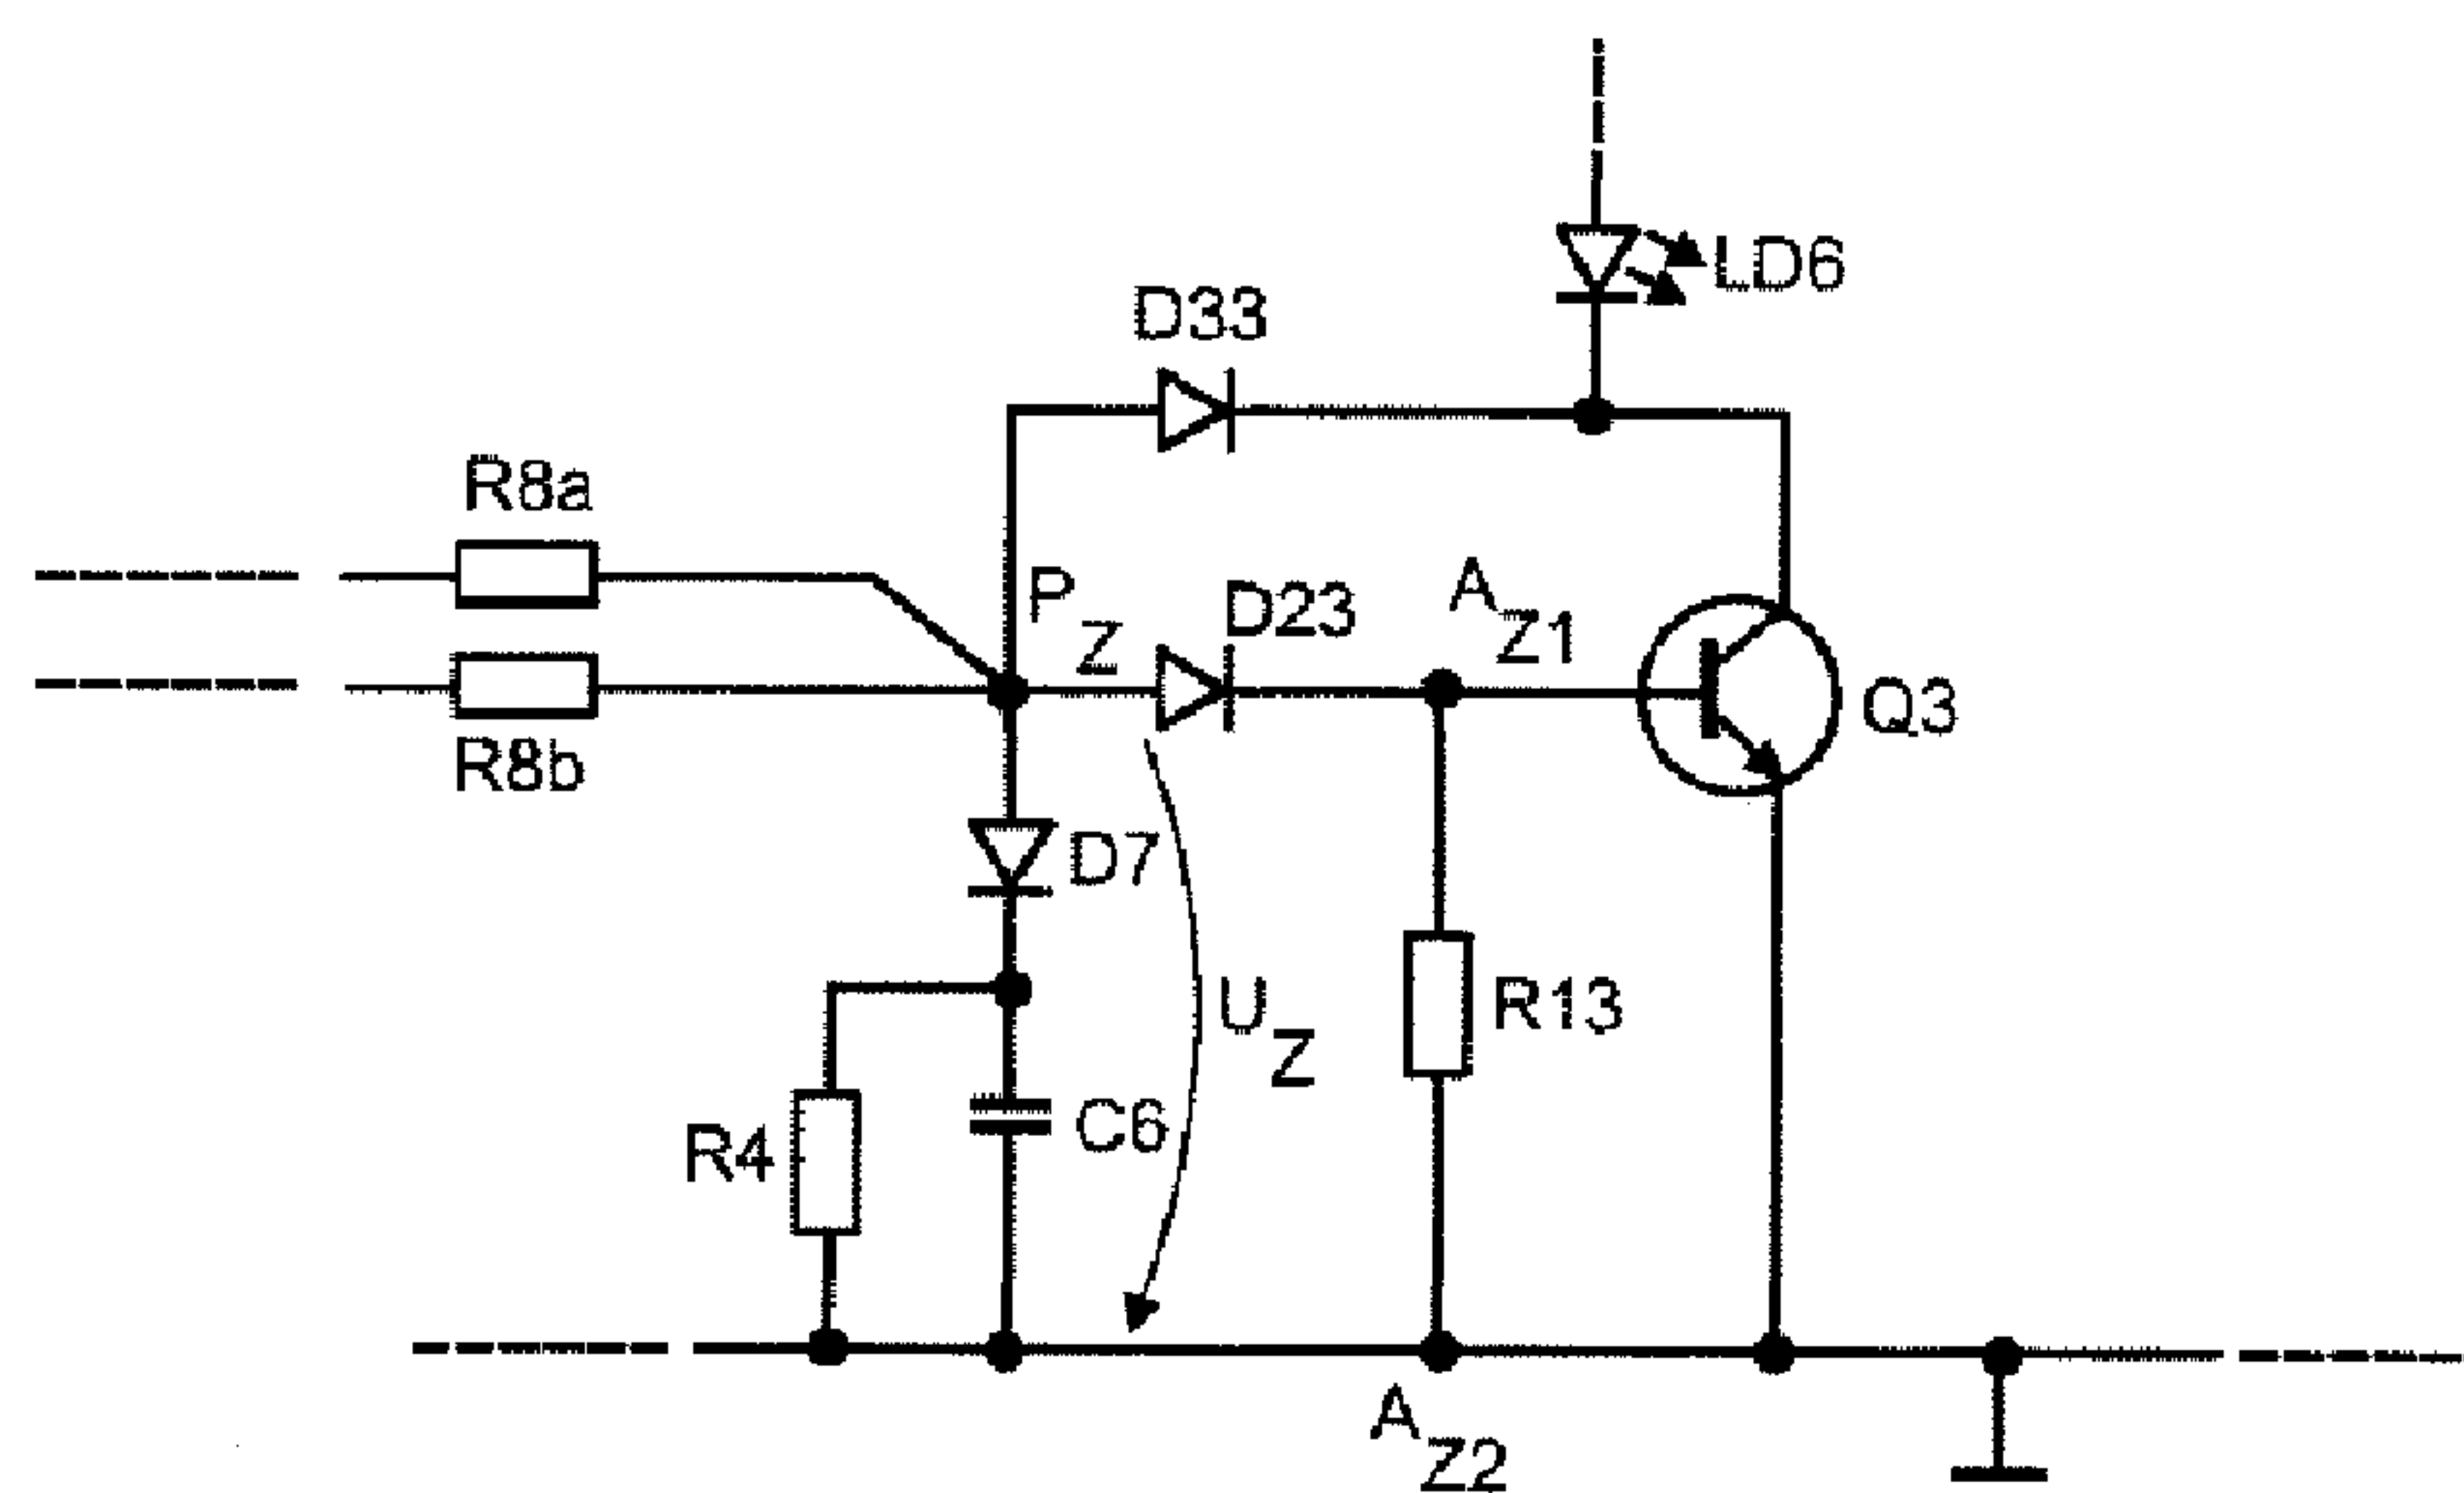 LD6
D33
R8a
P Z
D23
A Z1
Q3
R8b
D7
U Z
R13
C6
R4
A Z2